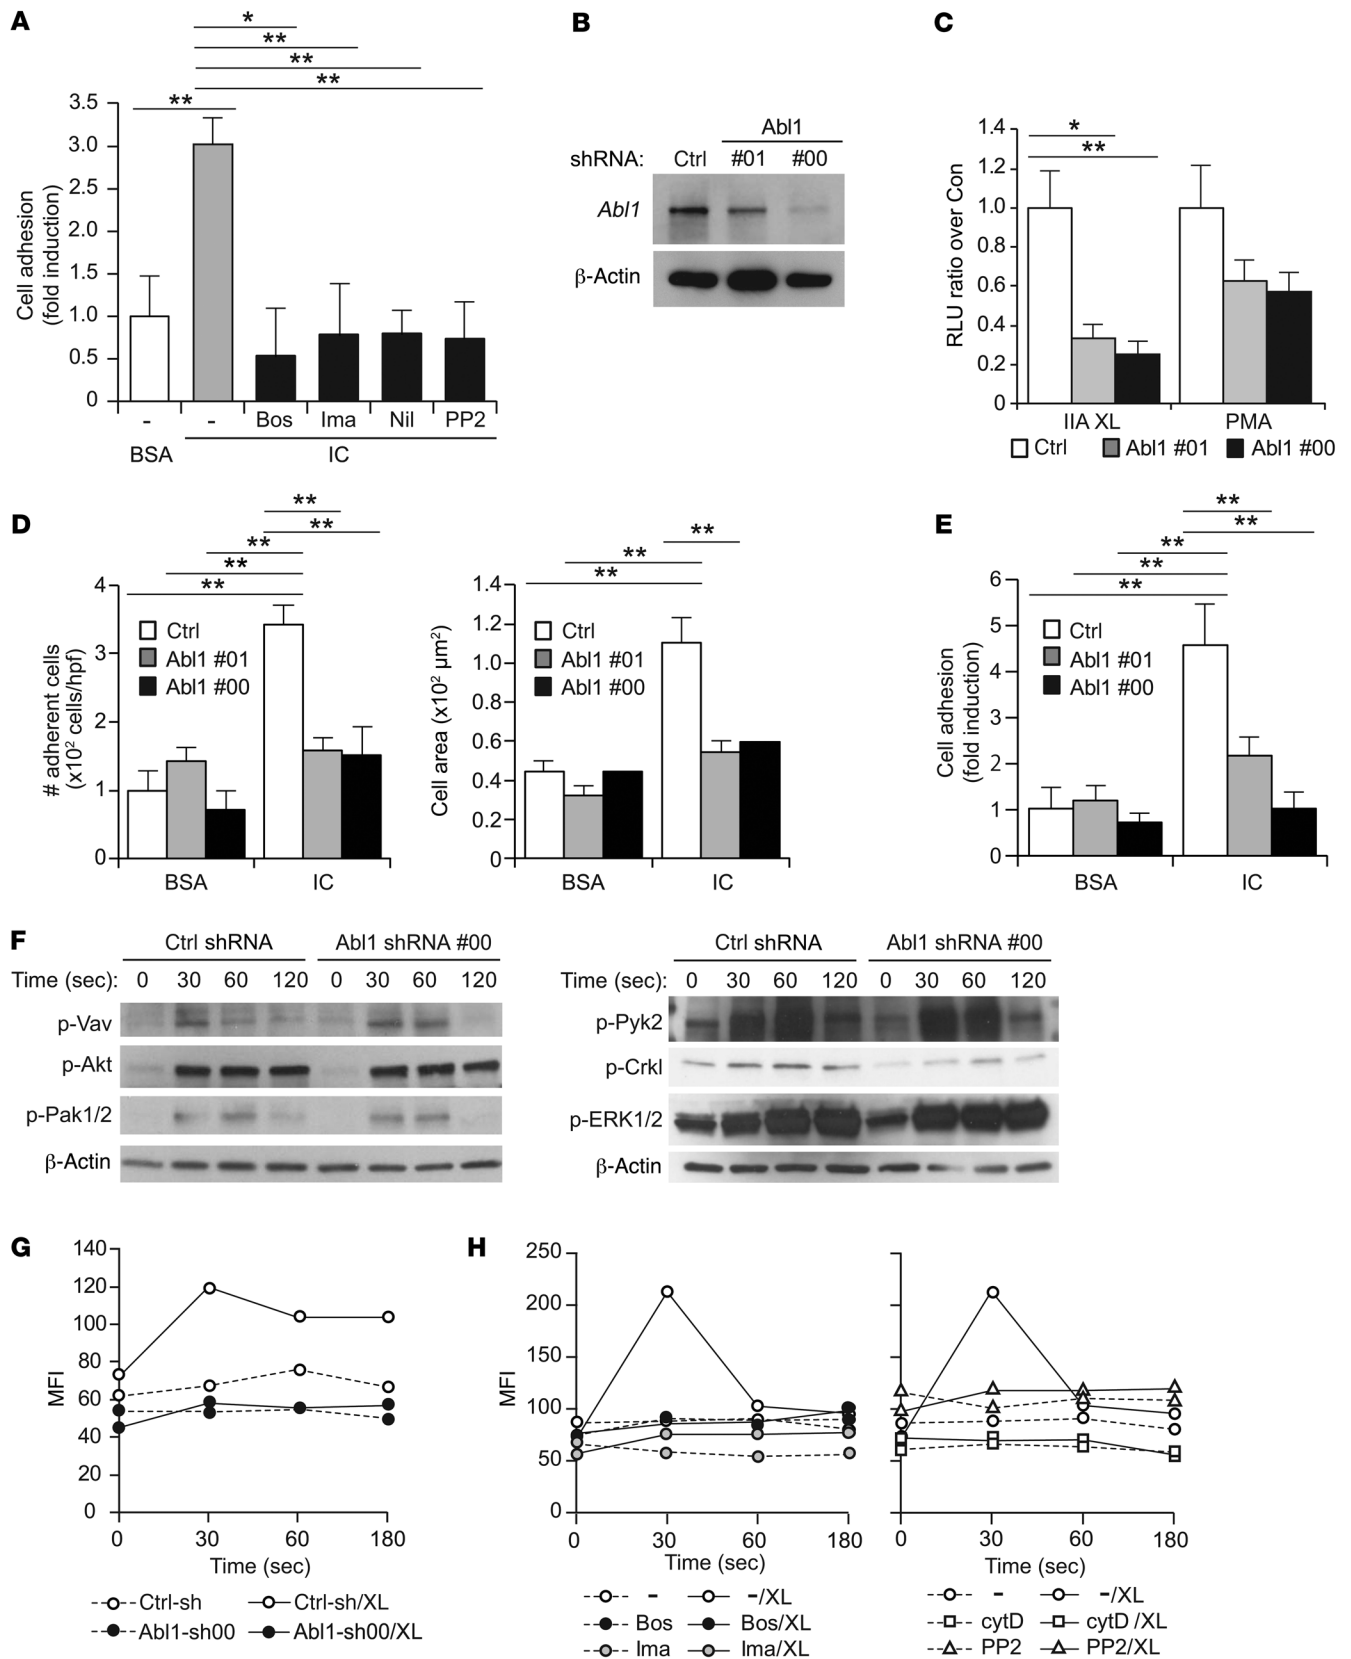 A
*
**
**
**
**
Cell adhesion
(fold induction)
3.5
3.0
2.5
2.0
1.5
1.0
0.5
0
- - Bos Ima Nil PP2
BSA IC
B
Abl1
shRNA: Ctrl #01 #00
Abl1
β-Actin
C
*
**
RLU ratio over Con
1.4
1.2
1.0
0.8
0.6
0.4
0.2
0
IIA XL PMA
Ctrl Abl1 #01 Abl1 #00
D
**
**
**
**
**
# adherent cells
(x10² cells/hpf)
4
3
2
1
0
Ctrl
Abl1 #01
Abl1 #00
BSA IC
**
**
**
Cell area (x10² µm²)
1.4
1.2
1.0
0.8
0.6
0.4
0.2
0
Ctrl
Abl1 #01
Abl1 #00
BSA IC
E
**
**
**
**
**
Cell adhesion
(fold induction)
6
5
4
3
2
1
0
Ctrl
Abl1 #01
Abl1 #00
BSA IC
F
Ctrl shRNA Abl1 shRNA #00
Time (sec): 0 30 60 120 0 30 60 120
p-Vav
p-Akt
p-Pak1/2
β-Actin
Ctrl shRNA Abl1 shRNA #00
Time (sec): 0 30 60 120 0 30 60 120
p-Pyk2
p-Crkl
p-ERK1/2
β-Actin
G
MFI
140
120
100
80
60
40
20
0
0 30 60 180
Time (sec)
Ctrl-sh Ctrl-sh/XL
Abl1-sh00 Abl1-sh00/XL
H
MFI
250
200
150
100
50
0
0 30 60 180
Time (sec)
- -/XL
Bos Bos/XL
Ima Ima/XL
0 30 60 180
Time (sec)
- -/XL
cytD cytD/XL
PP2 PP2/XL